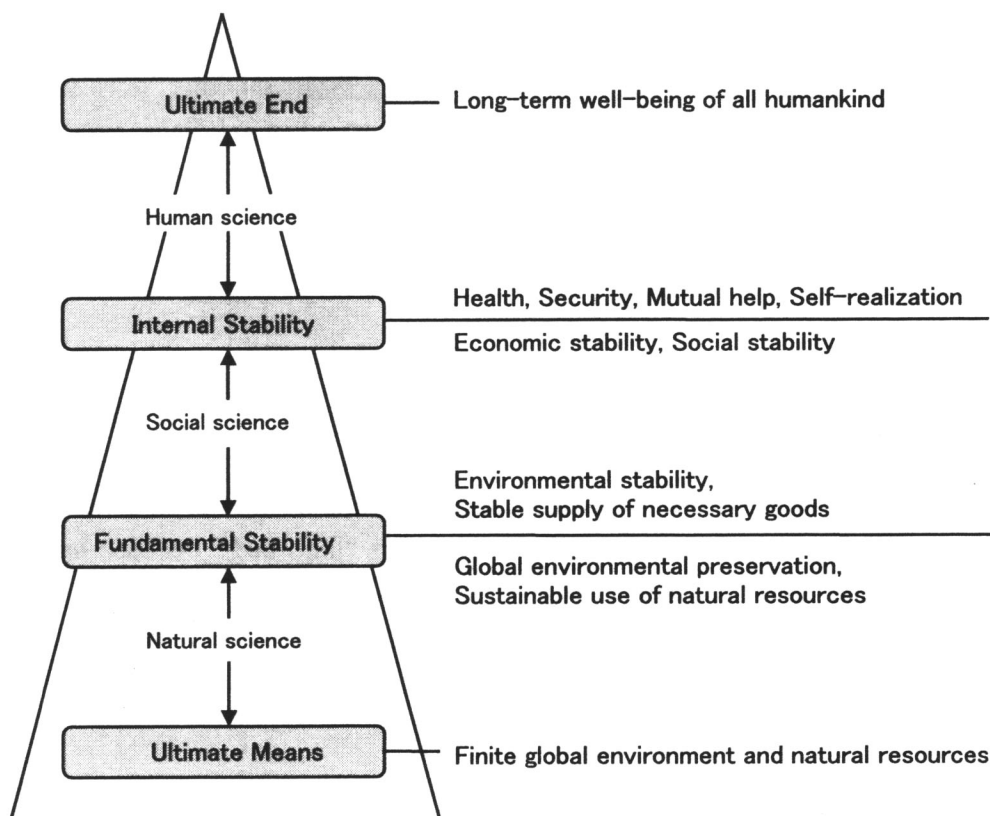 Ultimate End
Long-term well-being of all humankind
Human science
Internal Stability
Health, Security, Mutual help, Self-realization
Economic stability, Social stability
Social science
Environmental stability,
Stable supply of necessary goods
Fundamental Stability
Global environmental preservation,
Sustainable use of natural resources
Natural science
Ultimate Means
Finite global environment and natural resources